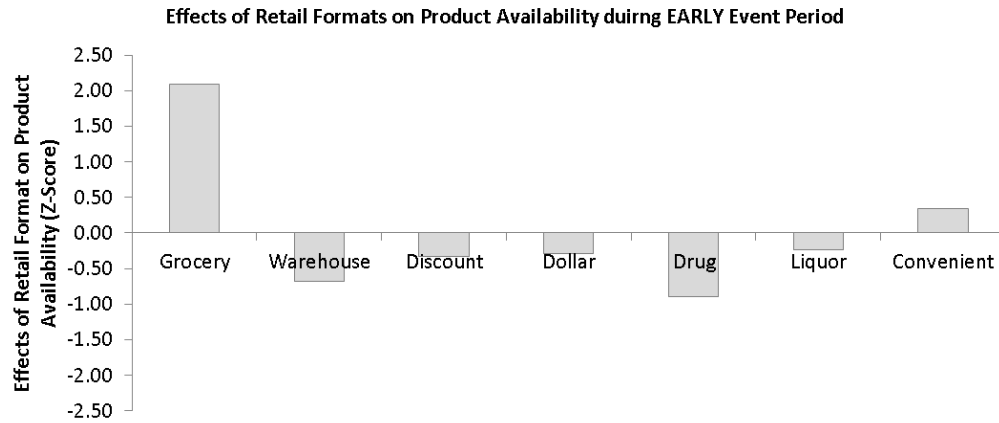 Effects of Retail Formats on Product Availability duirng EARLY Event Period
Effects of Retail Format on Product
Availability (Z-Score)
2.50
2.00
1.50
1.00
0.50
0.00
-0.50
-1.00
-1.50
-2.00
-2.50
Grocery Warehouse Discount Dollar Drug Liquor Convenient